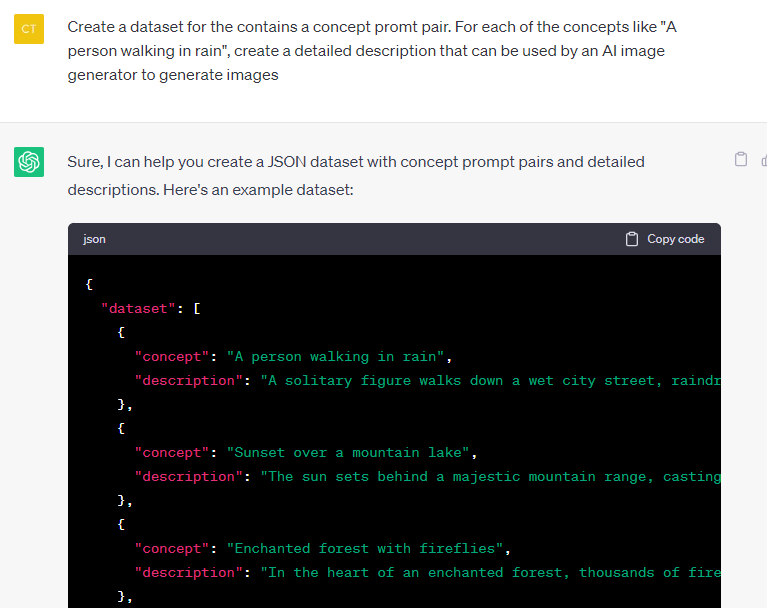 CT
Create a dataset for the contains a concept promt pair. For each of the concepts like "A
person walking in rain", create a detailed description that can be used by an AI image
generator to generate images
Sure, I can help you create a JSON dataset with concept prompt pairs and detailed
descriptions. Here's an example dataset:
json Copy code
{
"dataset": [
{
"concept": "A person walking in rain",
"description": "A solitary figure walks down a wet city street, raindr
},
{
"concept": "Sunset over a mountain lake",
"description": "The sun sets behind a majestic mountain range, casting
},
{
"concept": "Enchanted forest with fireflies",
"description": "In the heart of an enchanted forest, thousands of fire
},